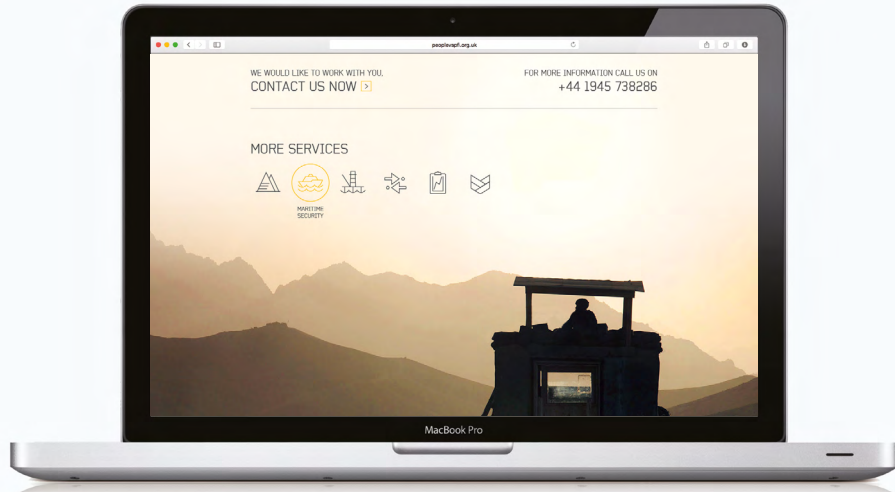 peoplevspfi.org.uk
WE WOULD LIKE TO WORK WITH YOU,
CONTACT US NOW
FOR MORE INFORMATION CALL US ON
+44 1945 738286
MORE SERVICES
MARITIME
SECURITY
MacBook Pro